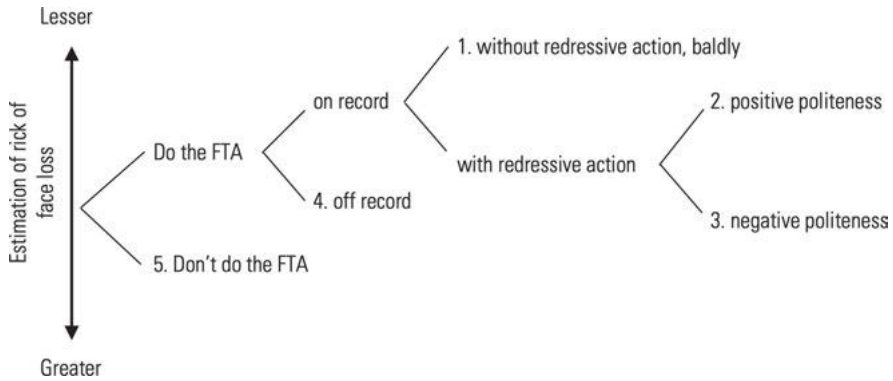 Lesser
Estimation of rick of
face loss
Greater
Do the FTA
5. Don't do the FTA
on record
4. off record
1. without redressive action, baldly
with redressive action
2. positive politeness
3. negative politeness